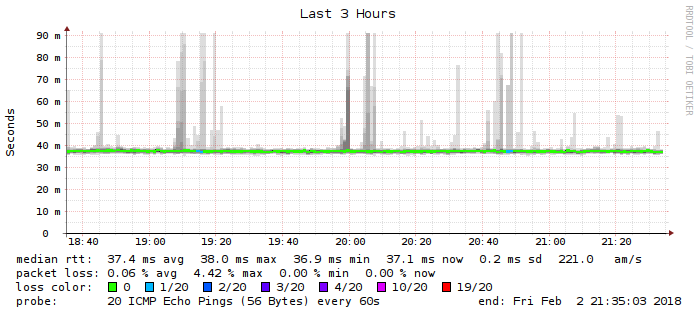 Last 3 Hours
RRDTOOL / TOBI OETIKER
Seconds
90 m
80 m
70 m
60 m
50 m
40 m
30 m
20 m
10 m
0
18:40 19:00 19:20 19:40 20:00 20:20 20:40 21:00 21:20
median rtt: 37.4 ms avg 38.0 ms max 36.9 ms min 37.1 ms now 0.2 ms sd 221.0 am/s
packet loss: 0.06 % avg 4.42 % max 0.00 % min 0.00 % now
loss color: 0 1/20 2/20 3/20 4/20 10/20 19/20
probe: 20 ICMP Echo Pings (56 Bytes) every 60s end: Fri Feb 2 21:35:03 2018